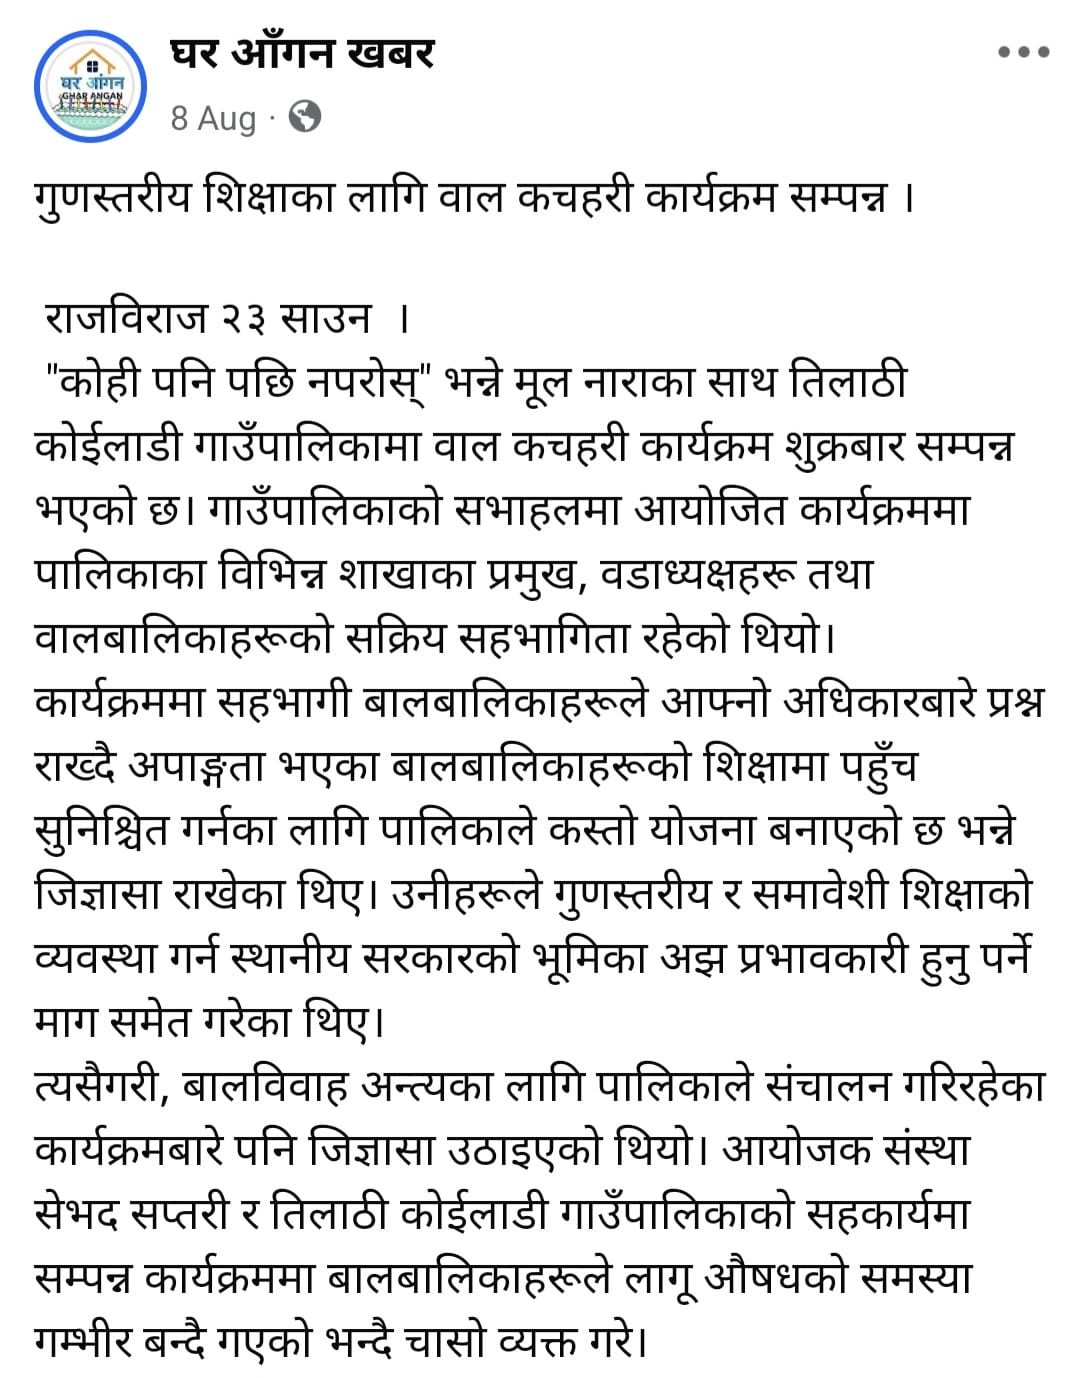 घर आँगन खबर
घर आंगन
GHAR ANGAN
8 Aug ·
गुणस्तरीय शिक्षाका लागि वाल कचहरी कार्यक्रम सम्पन्न ।
राजविराज २३ साउन ।
"कोही पनि पछि नपरोस्" भन्ने मूल नाराका साथ तिलाठी
कोईलाडी गाउँपालिकामा वाल कचहरी कार्यक्रम शुक्रबार सम्पन्न
भएको छ। गाउँपालिकाको सभाहलमा आयोजित कार्यक्रममा
पालिकाका विभिन्न शाखाका प्रमुख, वडाध्यक्षहरू तथा
वालबालिकाहरूको सक्रिय सहभागिता रहेको थियो।
कार्यक्रममा सहभागी बालबालिकाहरूले आफ्नो अधिकारबारे प्रश्न
राख्दै अपाङ्गता भएका बालबालिकाहरूको शिक्षामा पहुँच
सुनिश्चित गर्नका लागि पालिकाले कस्तो योजना बनाएको छ भन्ने
जिज्ञासा राखेका थिए। उनीहरूले गुणस्तरीय र समावेशी शिक्षाको
व्यवस्था गर्न स्थानीय सरकारको भूमिका अझ प्रभावकारी हुनु पर्ने
माग समेत गरेका थिए।
त्यसैगरी, बालविवाह अन्त्यका लागि पालिकाले संचालन गरिरहेका
कार्यक्रमबारे पनि जिज्ञासा उठाइएको थियो। आयोजक संस्था
सेभद सप्तरी र तिलाठी कोईलाडी गाउँपालिकाको सहकार्यमा
सम्पन्न कार्यक्रममा बालबालिकाहरूले लागू औषधको समस्या
गम्भीर बन्दै गएको भन्दै चासो व्यक्त गरे।